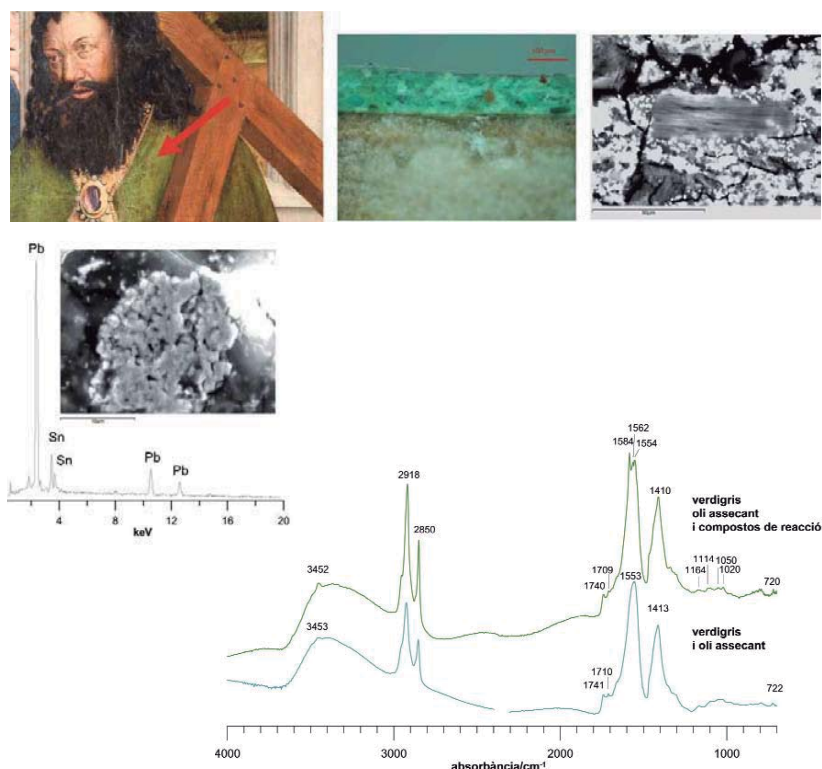 100 µm
Pb
Sn
Sn
Pb
Pb
4
8
12
16
20
keV
1562
1584
1554
2918
1410
verdigris
oli assecant
i compostos de reacció
2850
1709
1740
1164
1114
1050
1020
1553
720
3452
1413
verdigris
i oli assecant
3453
1710
1741
722
4000
3000
2000
1000
absorbància/cm⁻¹